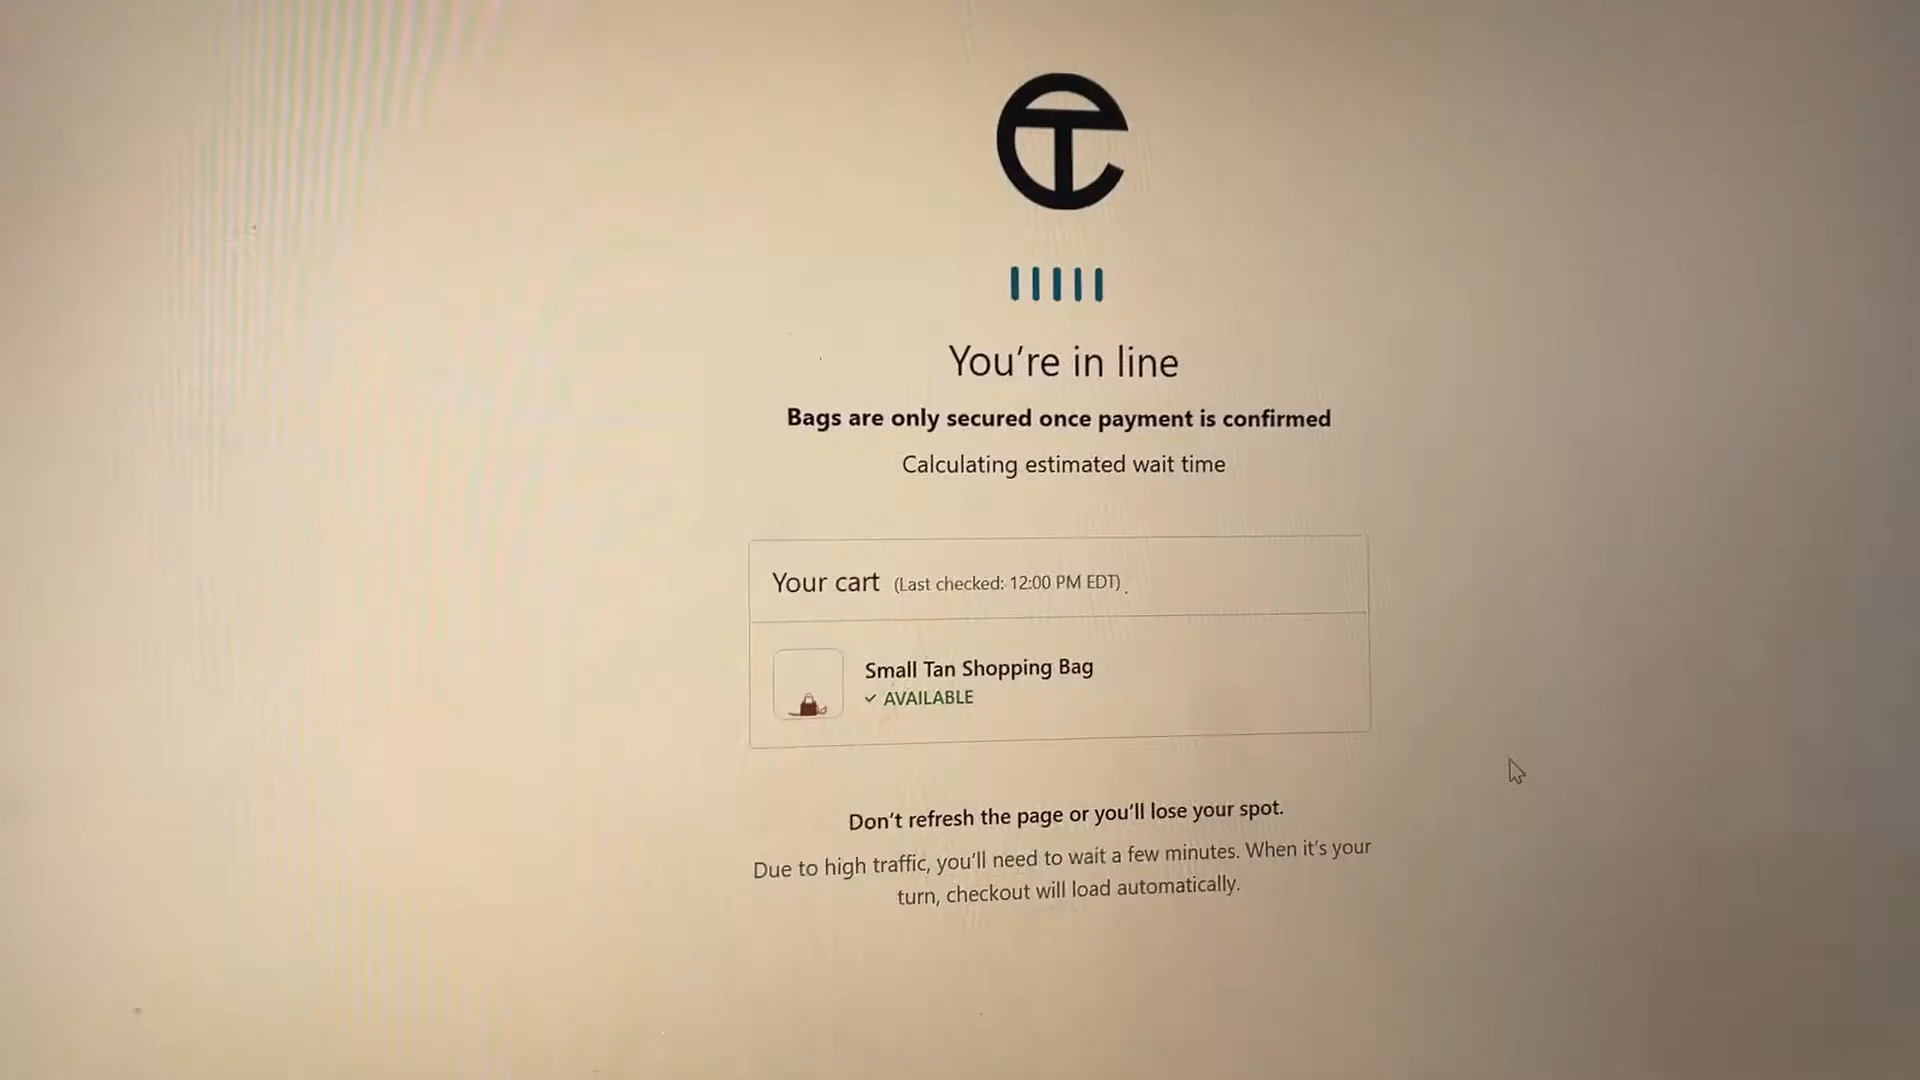 You're in line
Bags are only secured once payment is confirmed
Calculating estimated wait time
Your cart (Last checked: 12:00 PM EDT)
Small Tan Shopping Bag
✓ AVAILABLE
Don't refresh the page or you'll lose your spot.
Due to high traffic, you'll need to wait a few minutes. When it's your
turn, checkout will load automatically.